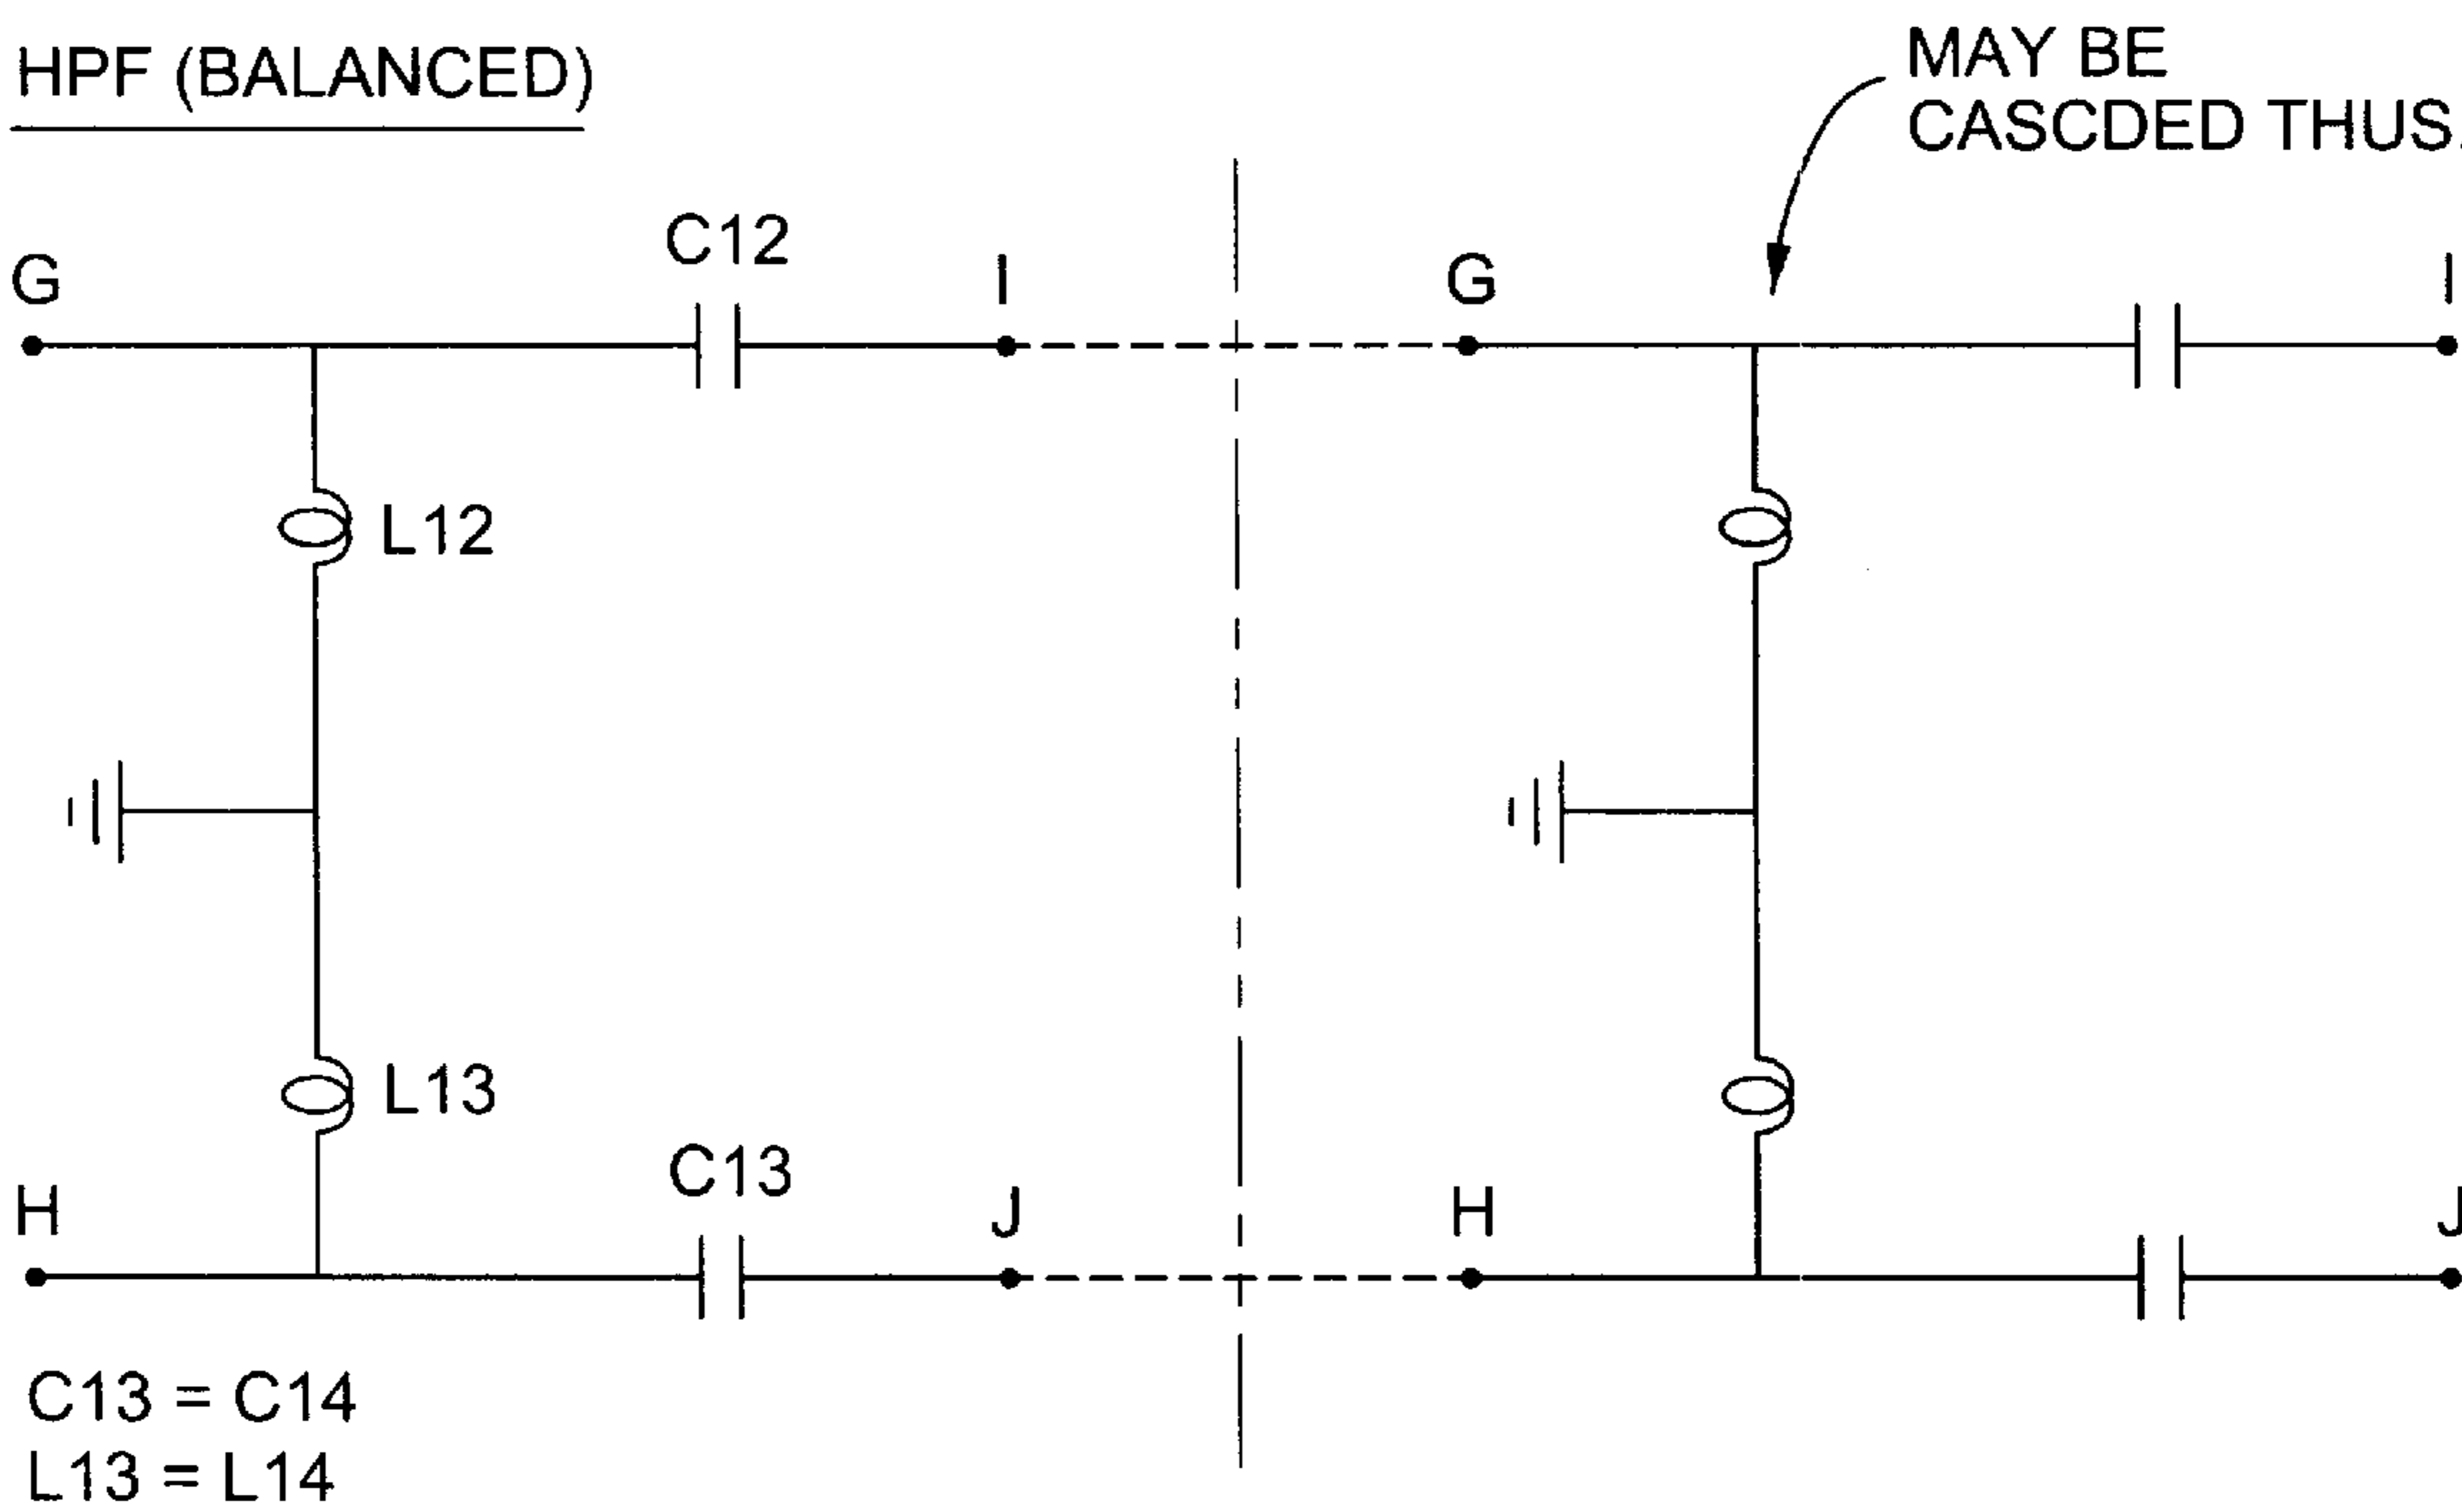 HPF (BALANCED)
MAY BE
CASCDED THUS.
G
C12
I
G
I
L12
L13
H
C13
J
H
J
C13 = C14
L13 = L14